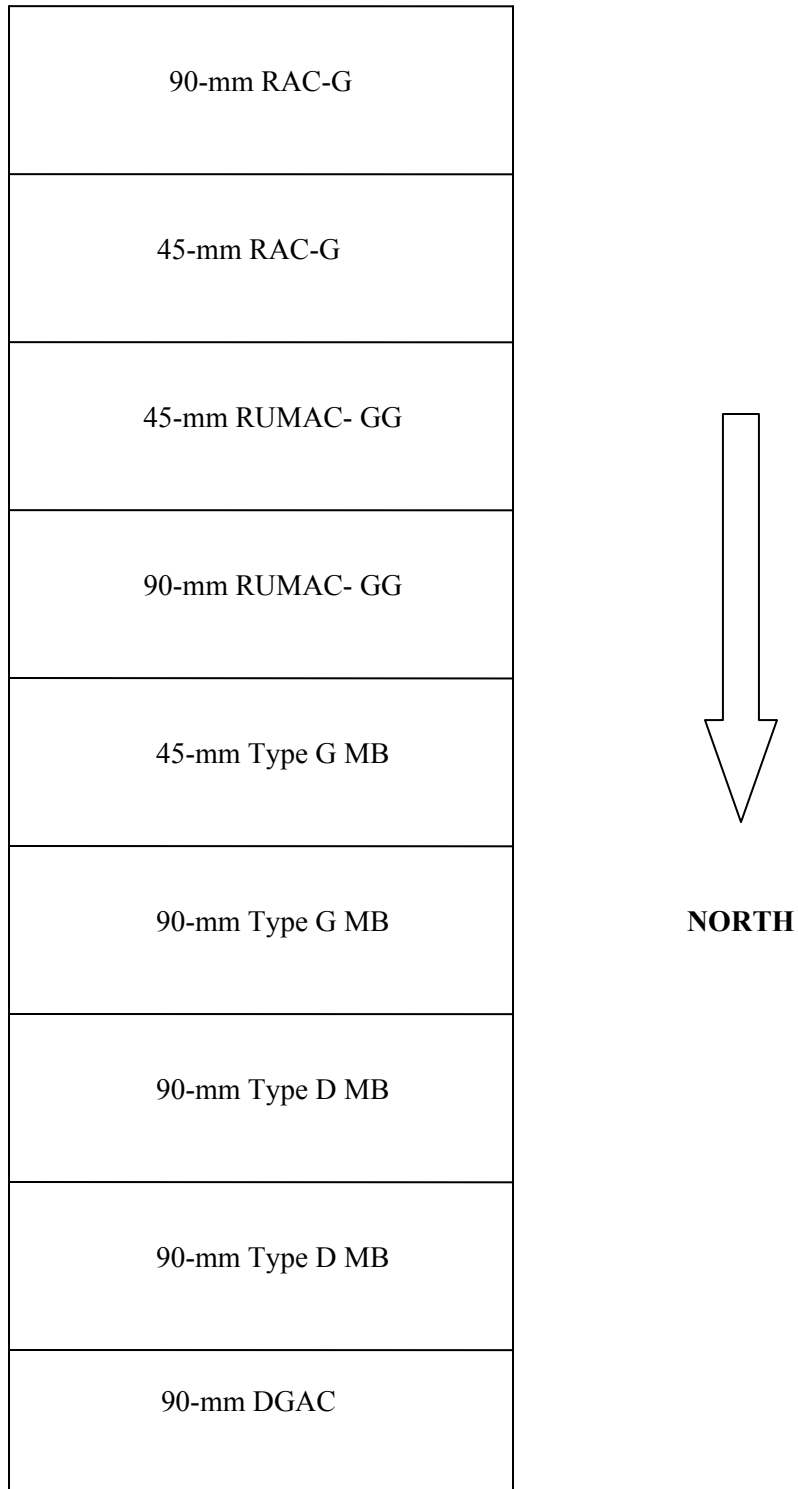 90-mm RAC-G
45-mm RAC-G
45-mm RUMAC- GG
90-mm RUMAC- GG
45-mm Type G MB
90-mm Type G MB
NORTH
90-mm Type D MB
90-mm Type D MB
90-mm DGAC